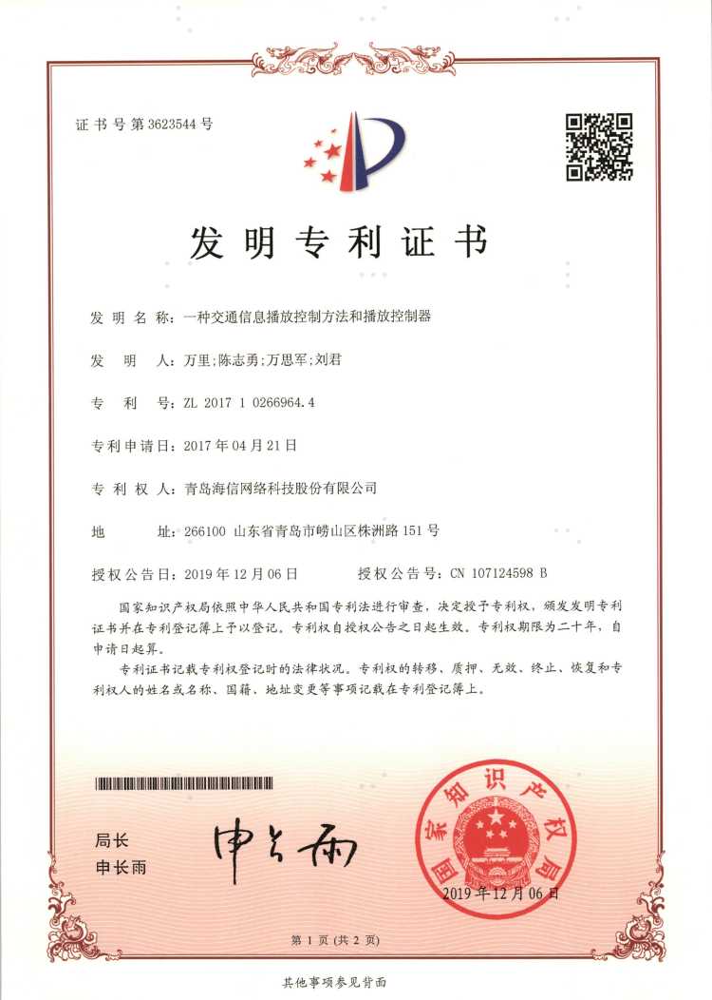 证书号第3623544号
发明专利证书
发明名称：一种交通信息播放控制方法和播放控制器
发明人：万里;陈志勇;万思军;刘君
专利号：ZL 2017 1 0266964.4
专利申请日：2017年04月21日
专利权人：青岛海信网络科技股份有限公司
地址：266100 山东省青岛市崂山区株洲路151号
授权公告日：2019年12月06日 授权公告号：CN 107124598 B
国家知识产权局依照中华人民共和国专利法进行审查，决定授予专利权，颁发发明专利
证书并在专利登记簿上予以登记。专利权自授权公告之日起生效。专利权期限为二十年，自
申请日起算。
专利证书记载专利权登记时的法律状况。专利权的转移、质押、无效、终止、恢复和专
利权人的姓名或名称、国籍、地址变更等事项记载在专利登记簿上。
局长
申长雨
申长雨
国家知识产权局
2019年12月06日
第1页(共2页)
其他事项参见背面